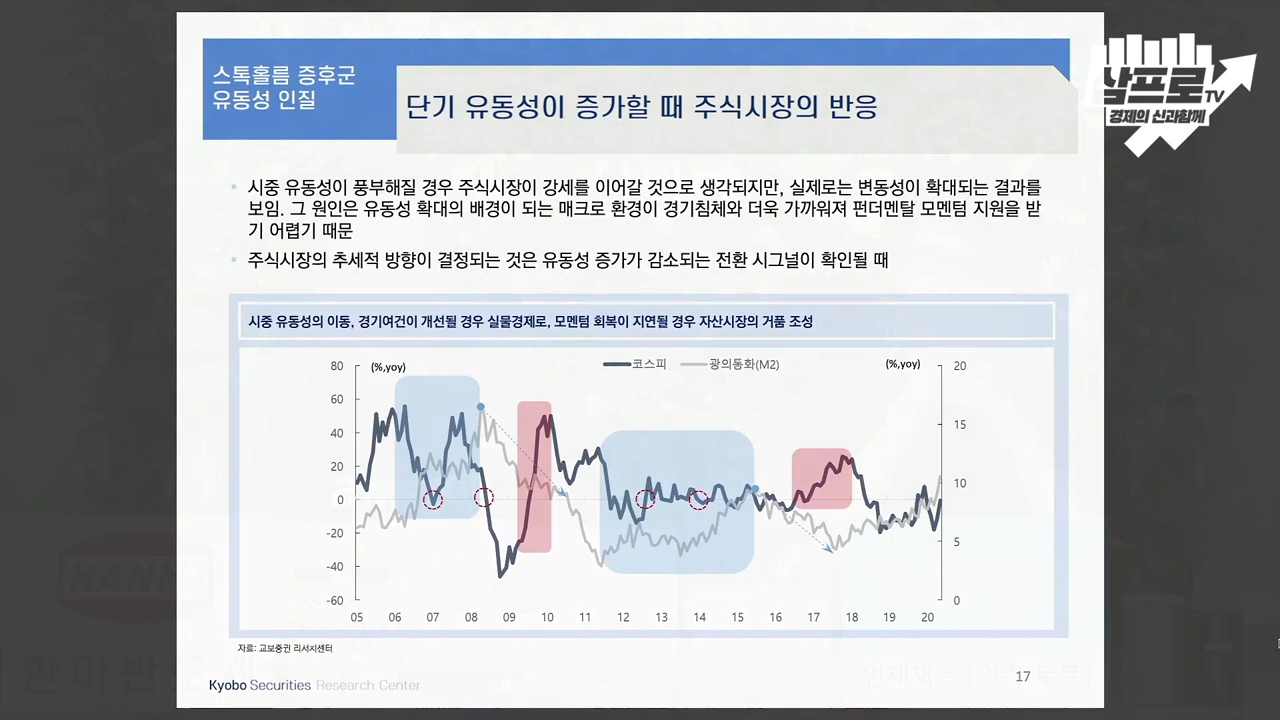 스톡홀름 증후군
유동성 인질
단기 유동성이 증가할 때 주식시장의 반응
삼프로TV
경제의 신과함께
• 시중 유동성이 풍부해질 경우 주식시장이 강세를 이어갈 것으로 생각되지만, 실제로는 변동성이 확대되는 결과를
보임. 그 원인은 유동성 확대의 배경이 되는 매크로 환경이 경기침체와 더욱 가까워져 펀더멘탈 모멘텀 지원을 받
기 어렵기 때문
• 주식시장의 추세적 방향이 결정되는 것은 유동성 증가가 감소되는 전환 시그널이 확인될 때
시중 유동성의 이동, 경기여건이 개선될 경우 실물경제로, 모멘텀 회복이 지연될 경우 자산시장의 거품 조성
(%,yoy) 코스피 광의통화(M2) (%,yoy)
80 60 40 20 0 -20 -40 -60
20 15 10 5 0
05 06 07 08 09 10 11 12 13 14 15 16 17 18 19 20
자료: 교보증권 리서치센터
Kyobo Securities Research Center
17
HANMI
한미반